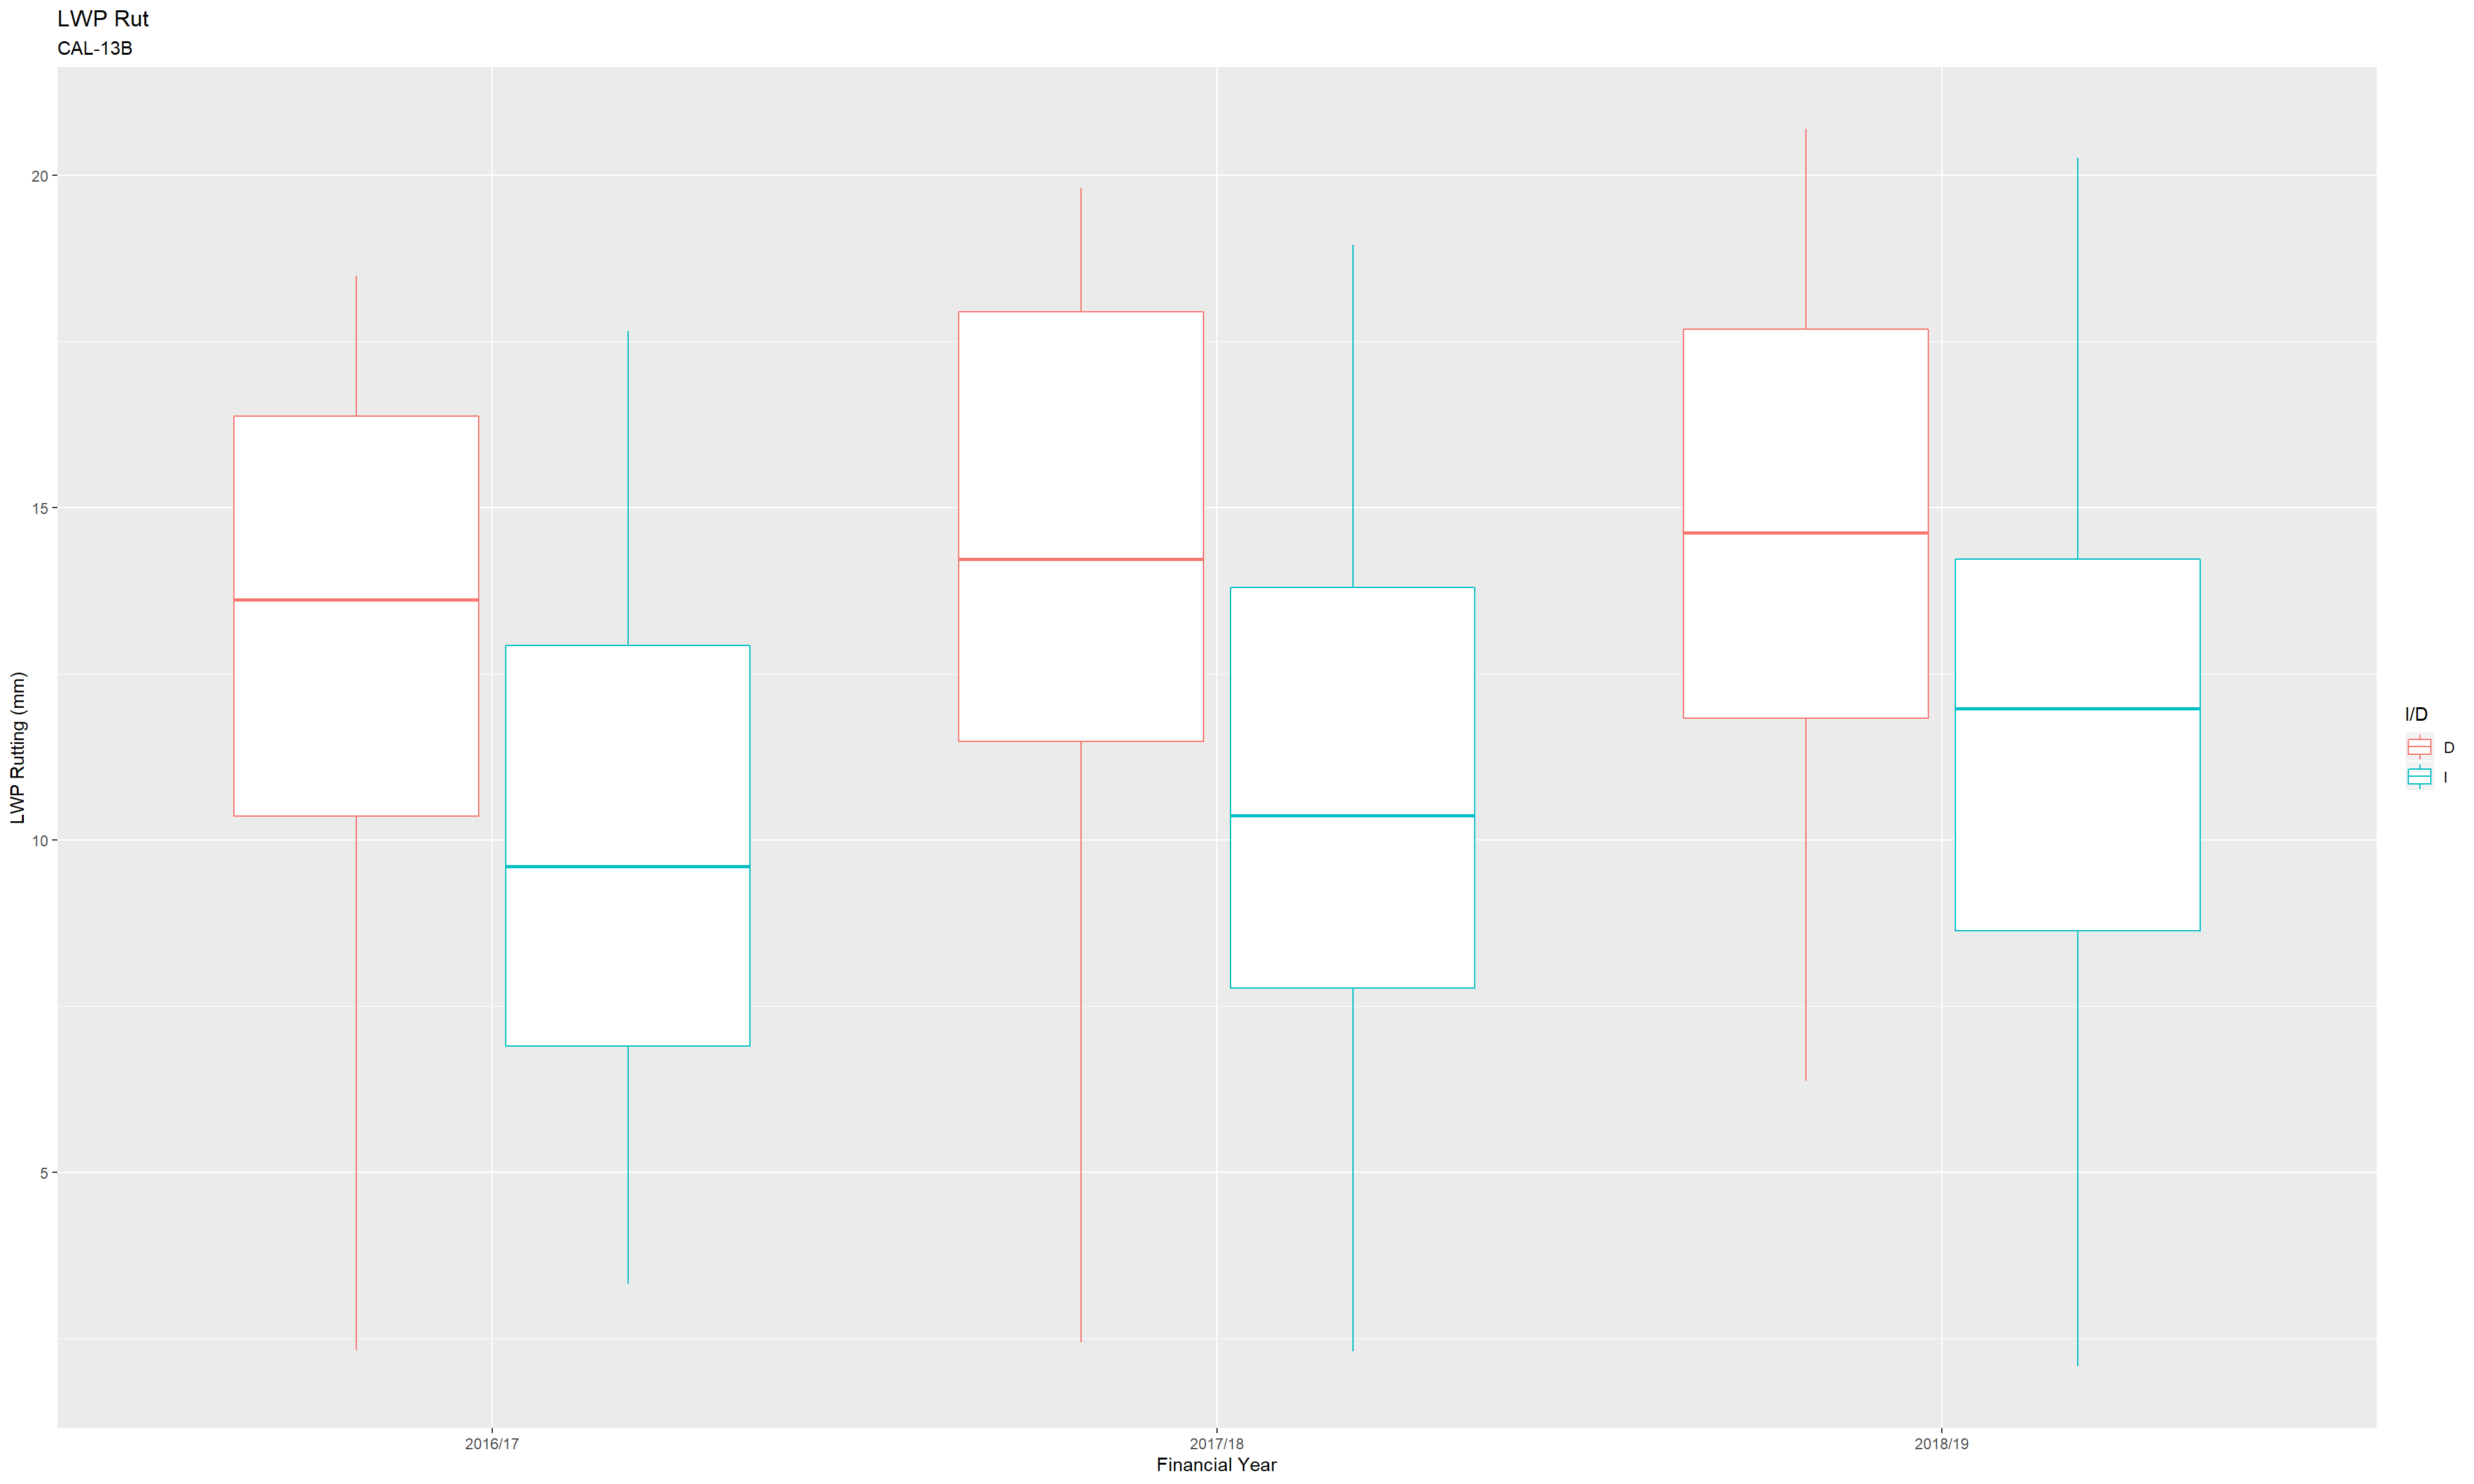 LWP Rut
CAL-13B
LWP Rutting (mm)
20
15
10
5
2016/17
2017/18
2018/19
Financial Year
I/D
D
I